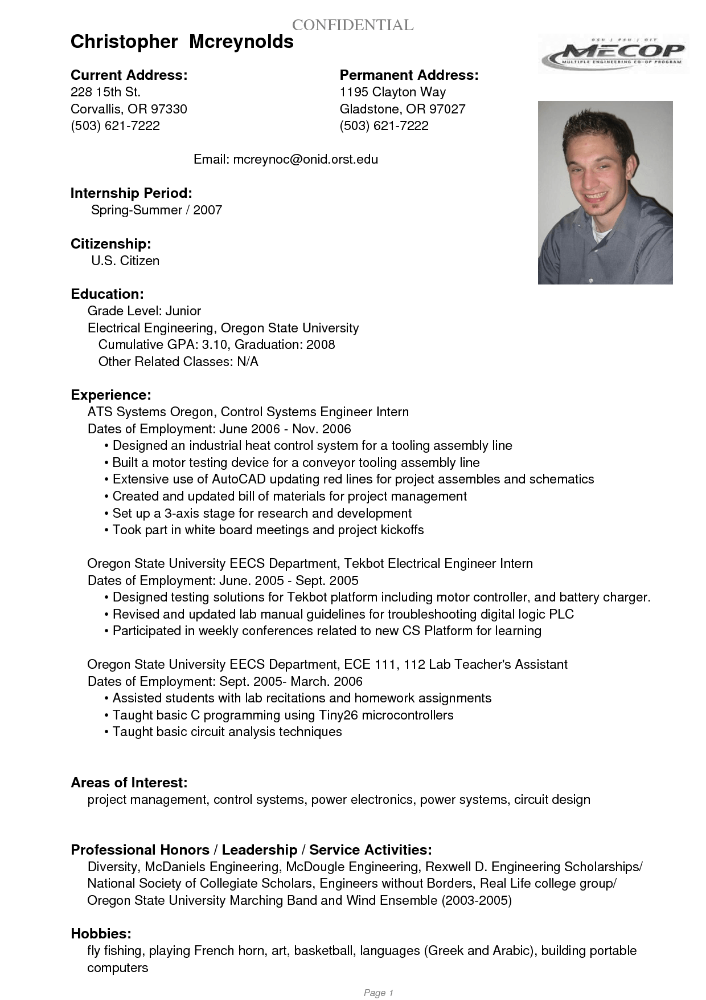 CONFIDENTIAL
Christopher Mcreynolds
OSU | PSU | OIT
MECOP
MULTIPLE ENGINEERING CO-OP PROGRAM
Current Address:
228 15th St.
Corvallis, OR 97330
(503) 621-7222
Permanent Address:
1195 Clayton Way
Gladstone, OR 97027
(503) 621-7222
Email: mcreynoc@onid.orst.edu
Internship Period:
Spring-Summer / 2007
Citizenship:
U.S. Citizen
Education:
Grade Level: Junior
Electrical Engineering, Oregon State University
Cumulative GPA: 3.10, Graduation: 2008
Other Related Classes: N/A
Experience:
ATS Systems Oregon, Control Systems Engineer Intern
Dates of Employment: June 2006 - Nov. 2006
• Designed an industrial heat control system for a tooling assembly line
• Built a motor testing device for a conveyor tooling assembly line
• Extensive use of AutoCAD updating red lines for project assembles and schematics
• Created and updated bill of materials for project management
• Set up a 3-axis stage for research and development
• Took part in white board meetings and project kickoffs
Oregon State University EECS Department, Tekbot Electrical Engineer Intern
Dates of Employment: June. 2005 - Sept. 2005
• Designed testing solutions for Tekbot platform including motor controller, and battery charger.
• Revised and updated lab manual guidelines for troubleshooting digital logic PLC
• Participated in weekly conferences related to new CS Platform for learning
Oregon State University EECS Department, ECE 111, 112 Lab Teacher's Assistant
Dates of Employment: Sept. 2005- March. 2006
• Assisted students with lab recitations and homework assignments
• Taught basic C programming using Tiny26 microcontrollers
• Taught basic circuit analysis techniques
Areas of Interest:
project management, control systems, power electronics, power systems, circuit design
Professional Honors / Leadership / Service Activities:
Diversity, McDaniels Engineering, McDougle Engineering, Rexwell D. Engineering Scholarships/
National Society of Collegiate Scholars, Engineers without Borders, Real Life college group/
Oregon State University Marching Band and Wind Ensemble (2003-2005)
Hobbies:
fly fishing, playing French horn, art, basketball, languages (Greek and Arabic), building portable
computers
Page 1